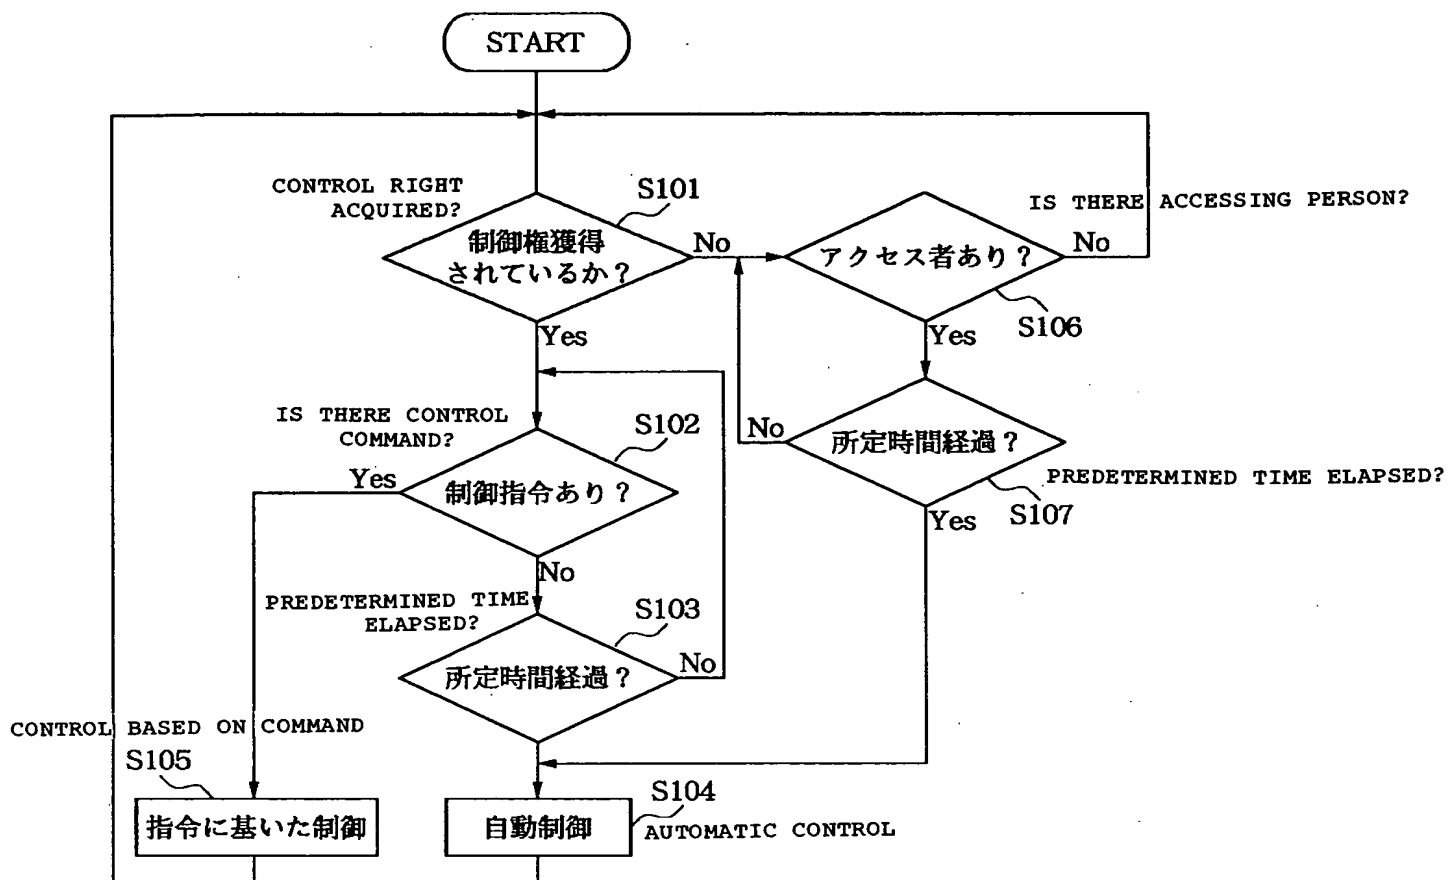 START
CONTROL RIGHT
ACQUIRED?
S101
制御権獲得
されているか?
No
Yes
IS THERE ACCESSING PERSON?
アクセス者あり?
No
S106
Yes
IS THERE CONTROL
COMMAND?
S102
制御指令あり?
Yes
No
所定時間経過?
No
PREDETERMINED TIME ELAPSED?
S107
Yes
PREDETERMINED TIME
ELAPSED?
S103
所定時間経過?
No
CONTROL BASED ON COMMAND
S105
指令に基いた制御
S104
自動制御
AUTOMATIC CONTROL